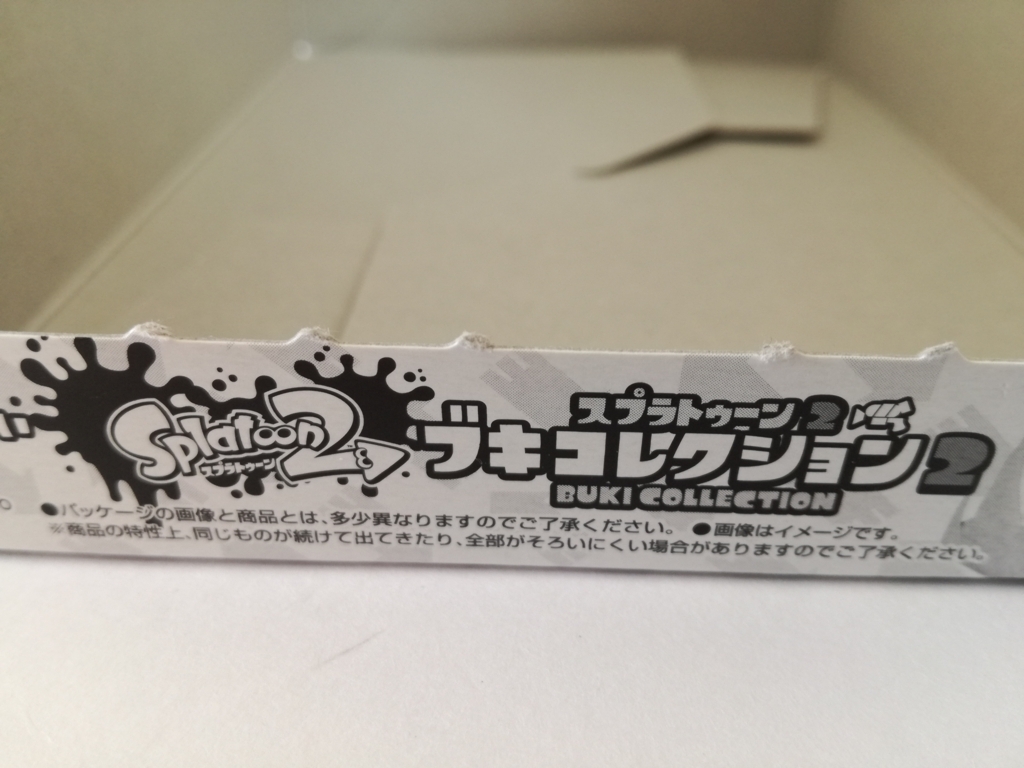 Splatoon 2
スプラトゥーン
スプラトゥーン2
ブキコレクション2
BUKI COLLECTION
●パッケージの画像と商品とは、多少異なりますのでご了承ください。 ●画像はイメージです。
※商品の特性上、同じものが続けて出てきたり、全部がそろいにくい場合がありますのでご了承ください。